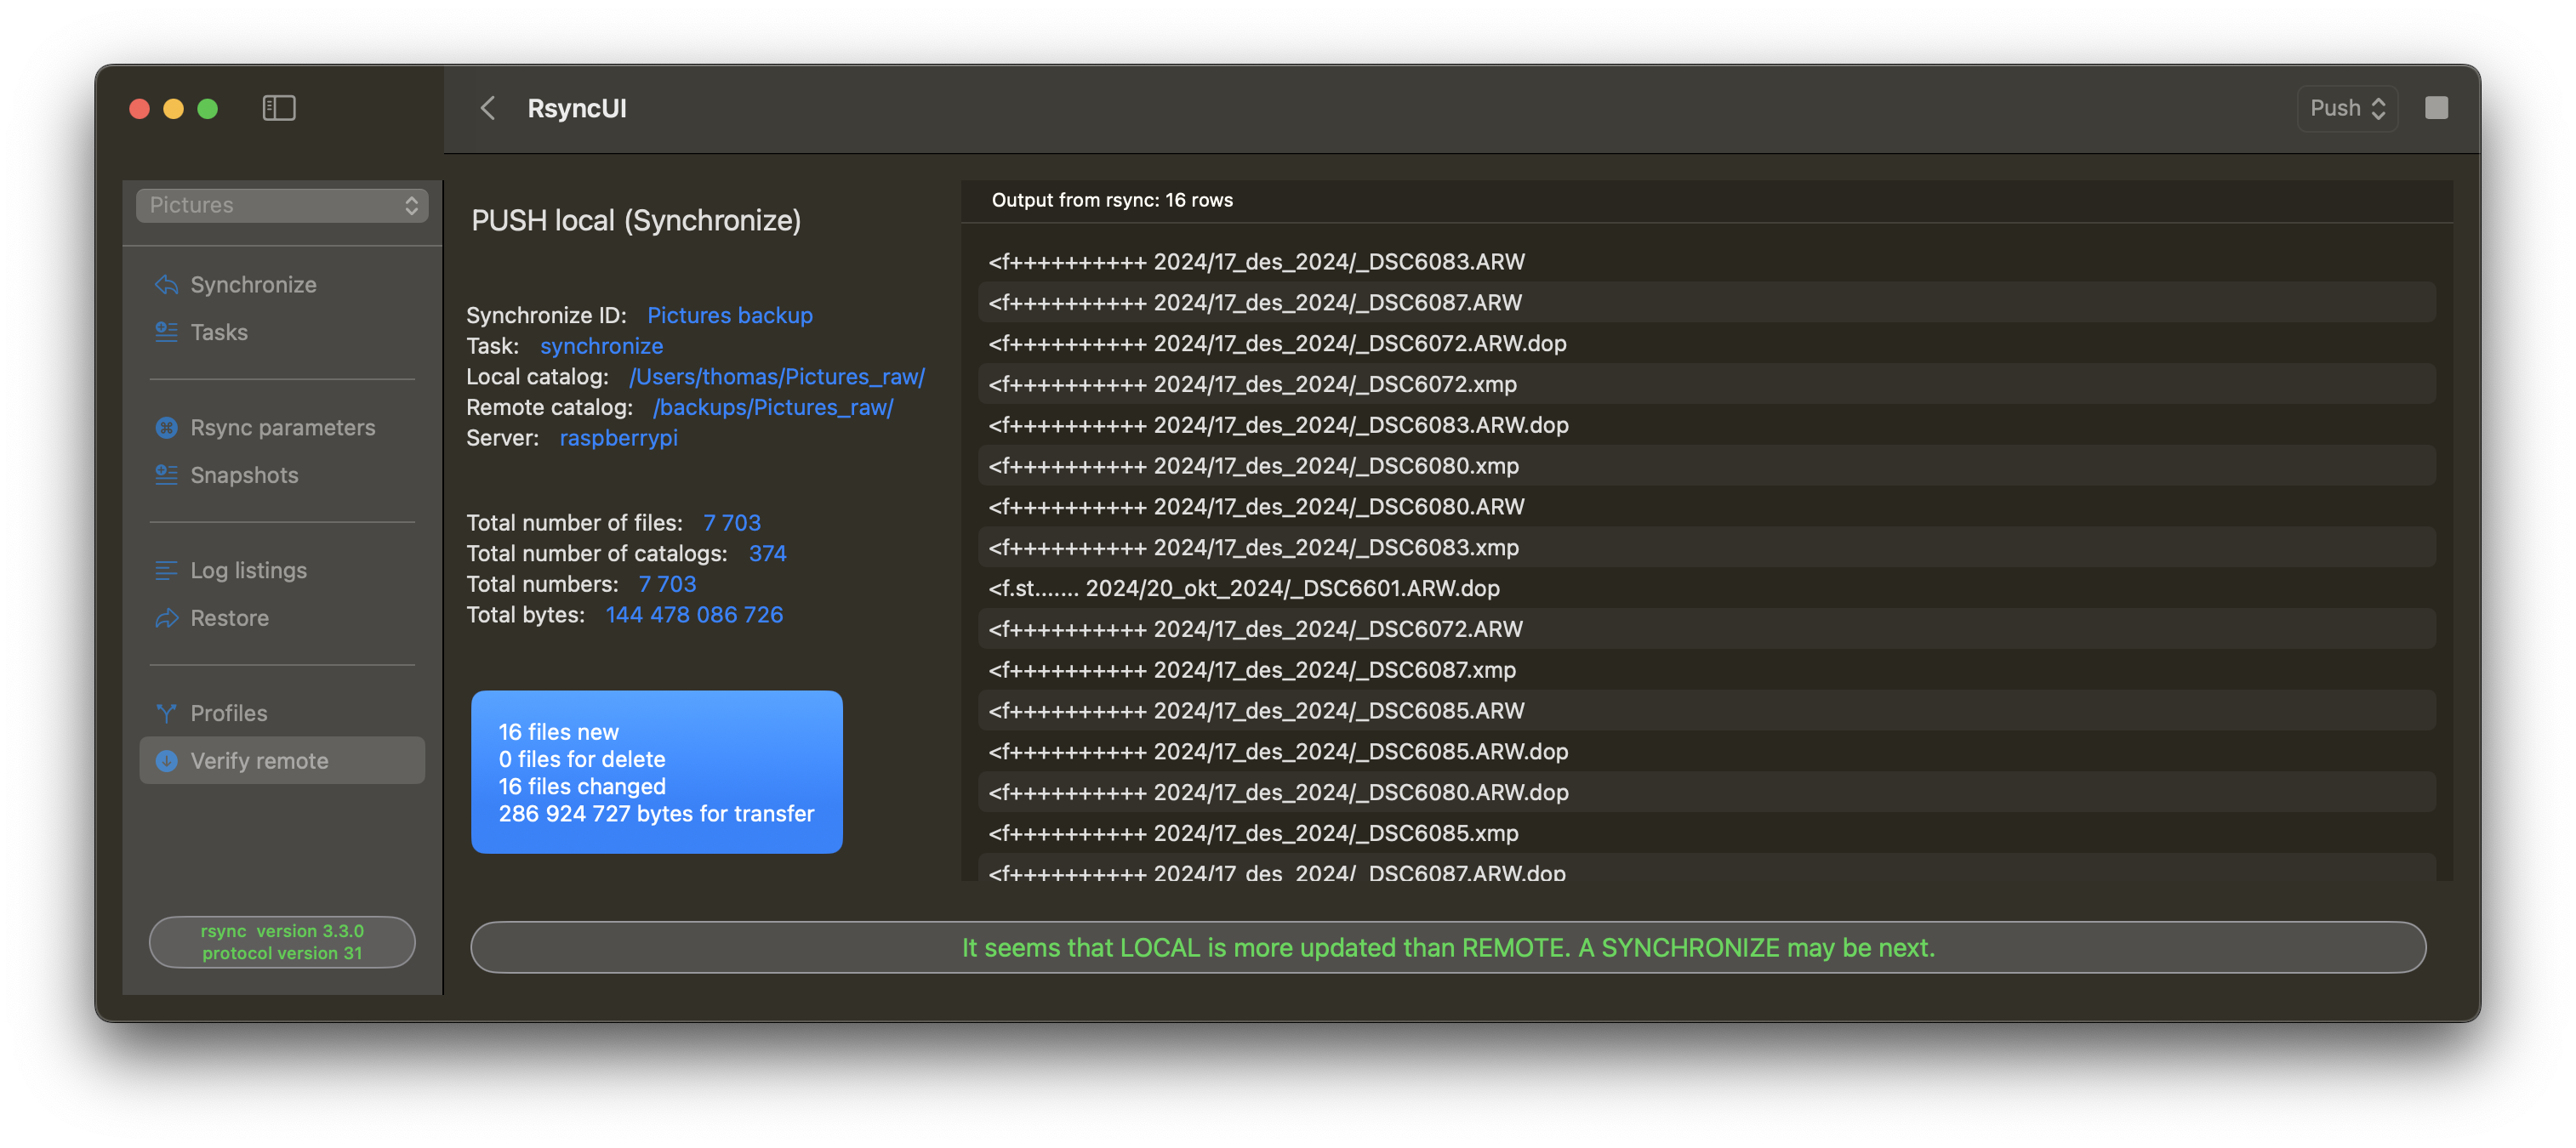 RsyncUI
Push
Pictures
Synchronize
Tasks
Rsync parameters
Snapshots
Log listings
Restore
Profiles
Verify remote
rsync  version 3.3.0
protocol version 31
PUSH local (Synchronize)
Synchronize ID: Pictures backup
Task: synchronize
Local catalog: /Users/thomas/Pictures_raw/
Remote catalog: /backups/Pictures_raw/
Server: raspberrypi
Total number of files: 7 703
Total number of catalogs: 374
Total numbers: 7 703
Total bytes: 144 478 086 726
16 files new
0 files for delete
16 files changed
286 924 727 bytes for transfer
Output from rsync: 16 rows
<f++++++++++ 2024/17_des_2024/_DSC6083.ARW
<f++++++++++ 2024/17_des_2024/_DSC6087.ARW
<f++++++++++ 2024/17_des_2024/_DSC6072.ARW.dop
<f++++++++++ 2024/17_des_2024/_DSC6072.xmp
<f++++++++++ 2024/17_des_2024/_DSC6083.ARW.dop
<f++++++++++ 2024/17_des_2024/_DSC6080.xmp
<f++++++++++ 2024/17_des_2024/_DSC6080.ARW
<f++++++++++ 2024/17_des_2024/_DSC6083.xmp
<f.st....... 2024/20_okt_2024/_DSC6601.ARW.dop
<f++++++++++ 2024/17_des_2024/_DSC6072.ARW
<f++++++++++ 2024/17_des_2024/_DSC6087.xmp
<f++++++++++ 2024/17_des_2024/_DSC6085.ARW
<f++++++++++ 2024/17_des_2024/_DSC6085.ARW.dop
<f++++++++++ 2024/17_des_2024/_DSC6080.ARW.dop
<f++++++++++ 2024/17_des_2024/_DSC6085.xmp
<f++++++++++ 2024/17_des_2024/_DSC6087.ARW.dop
It seems that LOCAL is more updated than REMOTE. A SYNCHRONIZE may be next.